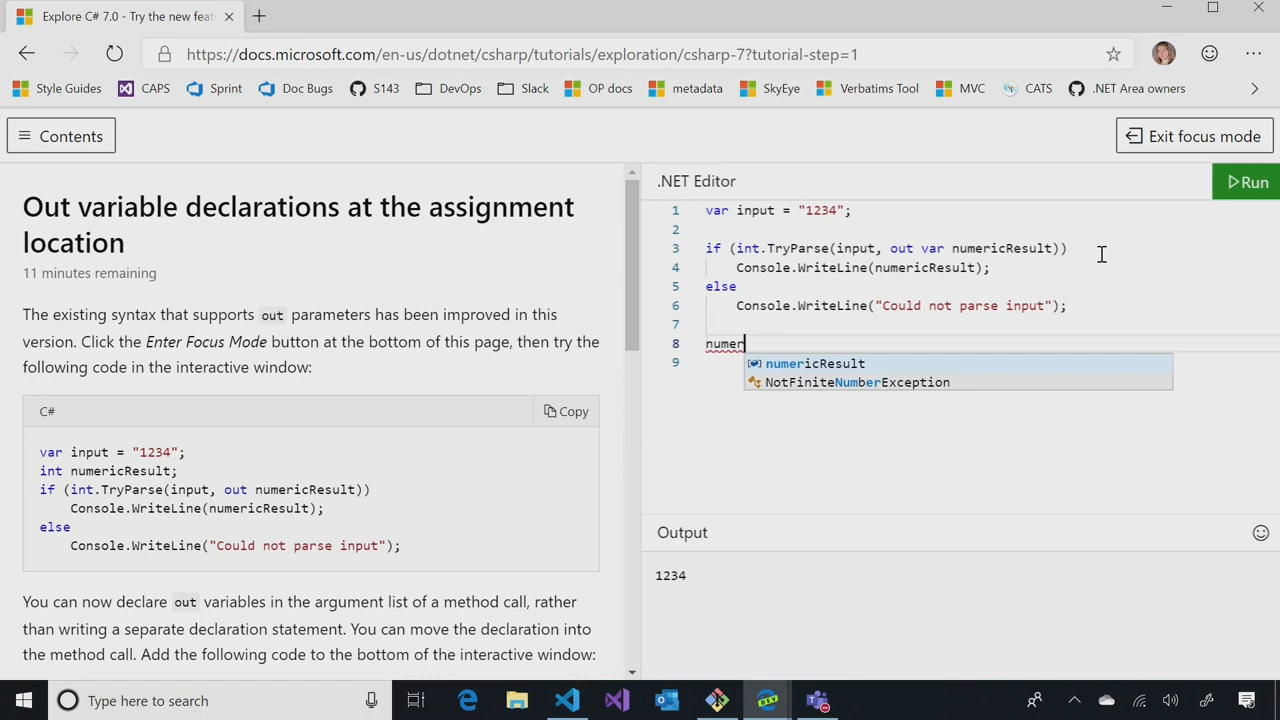 Explore C# 7.0 - Try the new feat
https://docs.microsoft.com/en-us/dotnet/csharp/tutorials/exploration/csharp-7?tutorial-step=1
Style Guides CAPS Sprint Doc Bugs S143 DevOps Slack OP docs metadata SkyEye Verbatims Tool MVC CATS .NET Area owners
Contents
Exit focus mode
Out variable declarations at the assignment
location
11 minutes remaining
The existing syntax that supports out parameters has been improved in this
version. Click the Enter Focus Mode button at the bottom of this page, then try the
following code in the interactive window:
C# Copy
var input = "1234";
int numericResult;
if (int.TryParse(input, out numericResult))
Console.WriteLine(numericResult);
else
Console.WriteLine("Could not parse input");
You can now declare out variables in the argument list of a method call, rather
than writing a separate declaration statement. You can move the declaration into
the method call. Add the following code to the bottom of the interactive window:
.NET Editor
Run
1 var input = "1234";
2
3 if (int.TryParse(input, out var numericResult))
4 Console.WriteLine(numericResult);
5 else
6 Console.WriteLine("Could not parse input");
7
8 numer
numericResult
9
NotFiniteNumberException
Output
1234
Type here to search
DEV